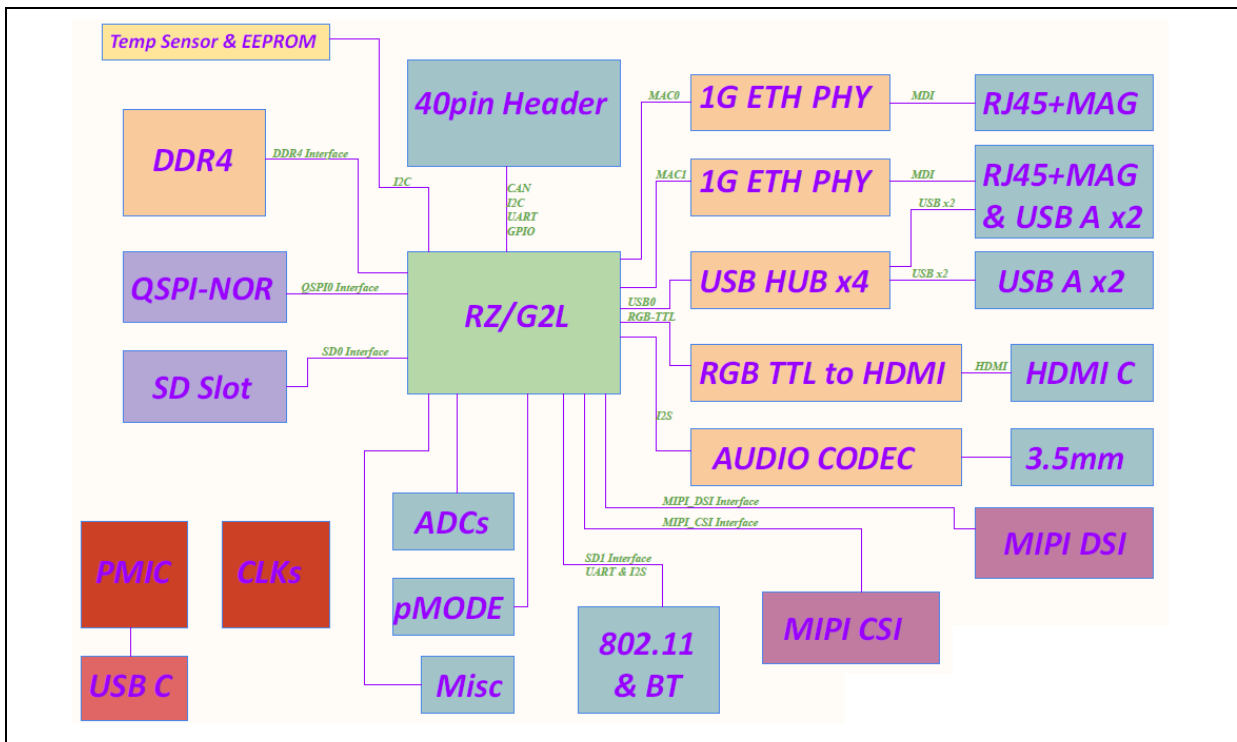 Temp Sensor & EEPROM
40pin Header
1G ETH PHY
RJ45+MAG
MAC0
MDI
DDR4
DDR4 Interface
I2C
CAN
I2C
UART
GPIO
MAC1
1G ETH PHY
MDI
RJ45+MAG
& USB A x2
USB x2
QSPI-NOR
QSPI0 Interface
RZ/G2L
USB0
USB HUB x4
USB x2
USB A x2
RGB-TTL
SD Slot
SD0 Interface
RGB TTL to HDMI
HDMI
HDMI C
I2S
AUDIO CODEC
3.5mm
ADCs
MIPI_DSI Interface
MIPI DSI
MIPI_CSI Interface
MIPI CSI
PMIC
CLKs
SD1 Interface
UART & I2S
pMODE
802.11
& BT
USB C
Misc